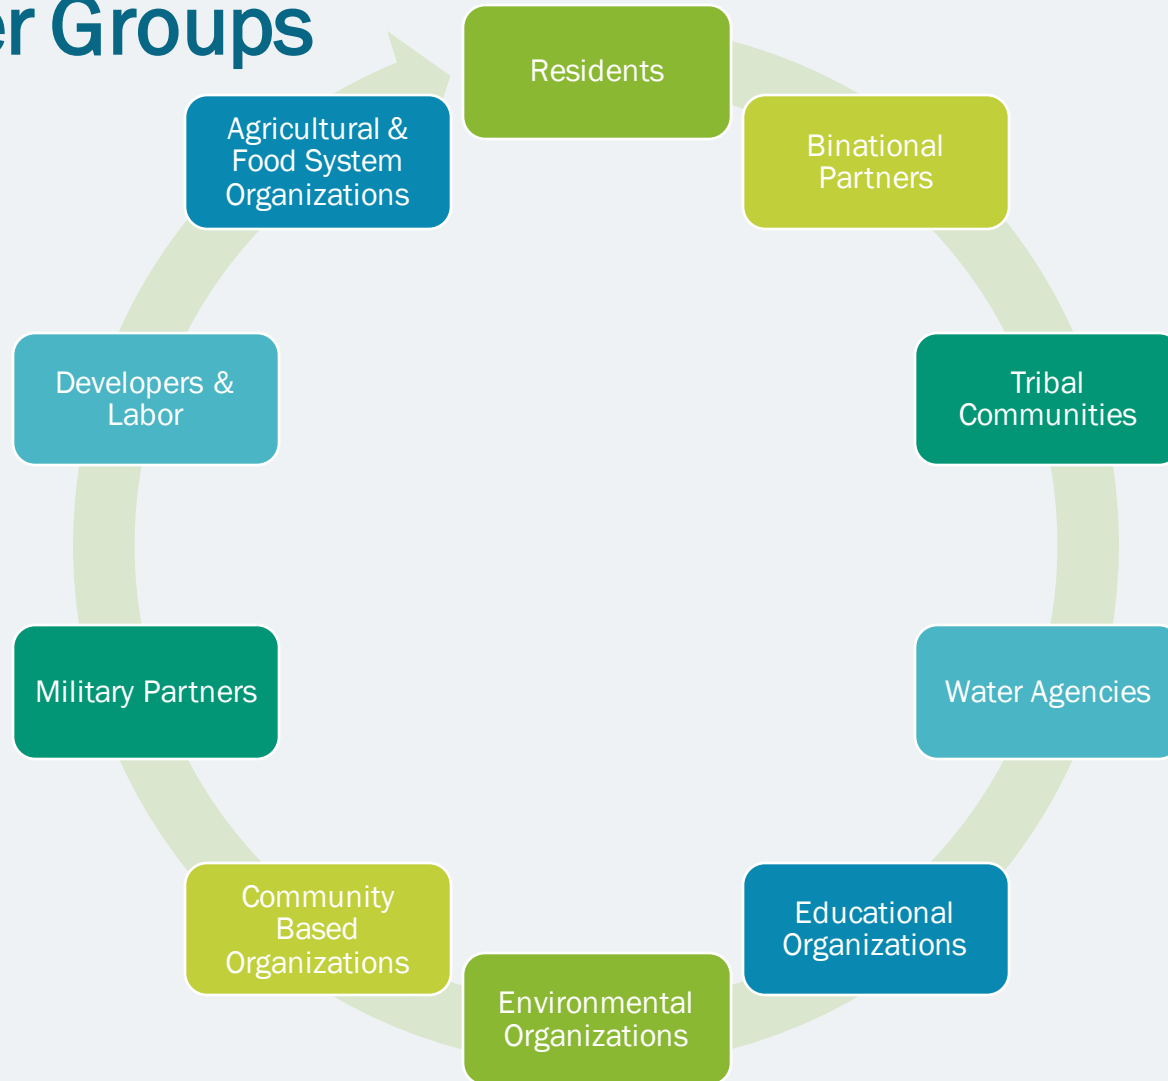 er Groups
Residents
Binational
Partners
Tribal
Communities
Water Agencies
Educational
Organizations
Environmental
Organizations
Community
Based
Organizations
Military Partners
Developers &
Labor
Agricultural &
Food System
Organizations